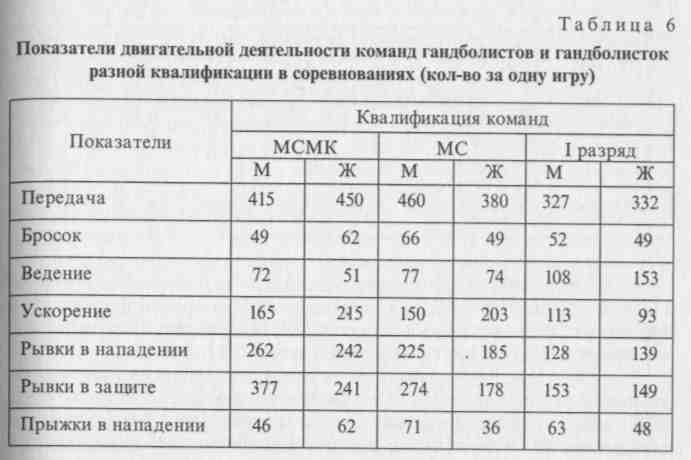 Таблица 6
Показатели двигательной деятельности команд гандболистов и гандболисток
разной квалификации в соревнованиях (кол-во за одну игру)
Показатели Квалификация команд
МСМК МС I разряд
М Ж М Ж М Ж
Передача 415 450 460 380 327 332
Бросок 49 62 66 49 52 49
Ведение 72 51 77 74 108 153
Ускорение 165 215 150 203 113 93
Рывки в нападении 262 242 225 185 128 139
Рывки в защите 377 241 274 178 153 149
Прыжки в нападении 46 62 71 36 63 48